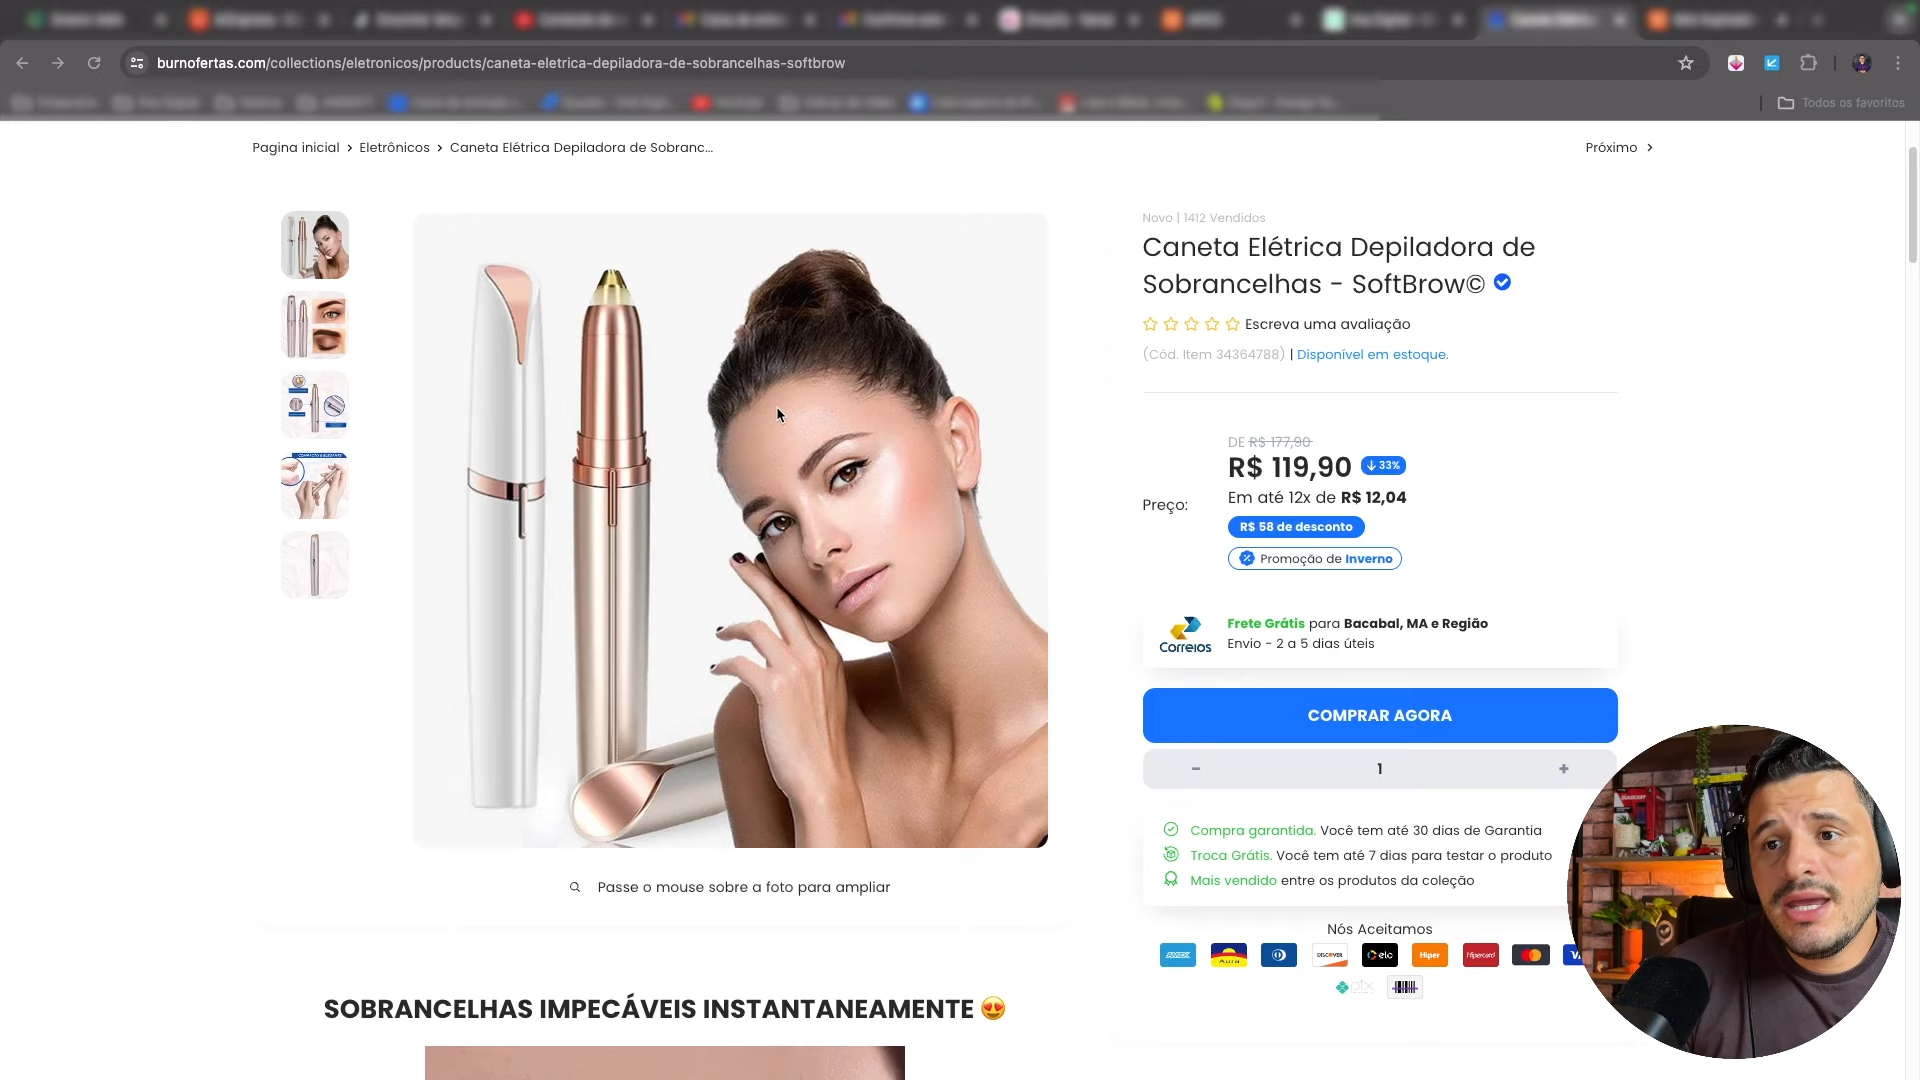 burnofertas.com/collections/eletronicos/products/caneta-eletrica-depiladora-de-sobrancelhas-softbrow
Todos os favoritos
Pagina inicial > Eletrônicos > Caneta Elétrica Depiladora de Sobranc...
Próximo >
Novo | 1412 Vendidos
Caneta Elétrica Depiladora de
Sobrancelhas - SoftBrow©
Escreva uma avaliação
(Cód. Item 34364788) | Disponível em estoque.
DE R$ 177,90
R$ 119,90 33%
Preço:
Em até 12x de R$ 12,04
R$ 58 de desconto
Promoção de Inverno
Correios
Frete Grátis para Bacabal, MA e Região
Envio - 2 a 5 dias úteis
COMPRAR AGORA
- 1 +
Compra garantida. Você tem até 30 dias de Garantia
Troca Grátis. Você tem até 7 dias para testar o produto
Mais vendido entre os produtos da coleção
Passe o mouse sobre a foto para ampliar
Nós Aceitamos
AMEX Aura DISCOVER elo Hiper Hipercard
pix
SOBRANCELHAS IMPECÁVEIS INSTANTANEAMENTE 😍